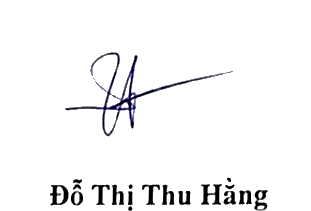 Đỗ Thị Thu Hằng